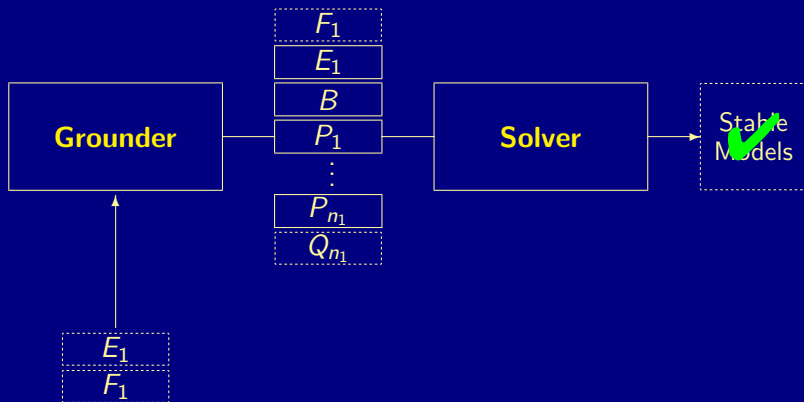 F₁
E₁
B
Grounder
P₁
Solver
Stable
Models
⋮
Pₙ₁
Qₙ₁
E₁
F₁